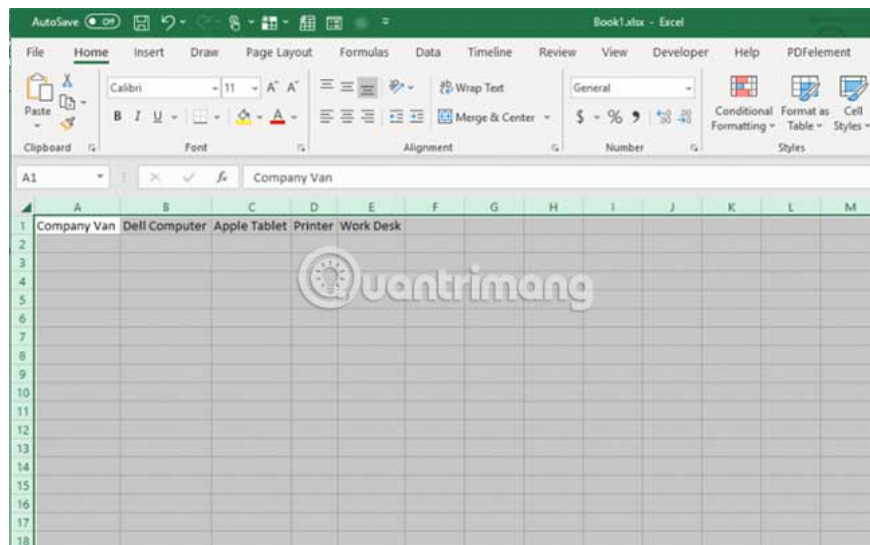 AutoSave Off Book1.xlsx - Excel
File Home Insert Draw Page Layout Formulas Data Timeline Review View Developer Help PDFelement
Calibri 11 A^ Aˇ Wrap Text General
Paste B I U A Merge & Center $ % 9 Conditional Formatting Format as Table Cell Styles
Clipboard Font Alignment Number Styles
A1 fx Company Van
A B C D E F G H I J K L M
1 Company Van Dell Computer Apple Tablet Printer Work Desk
2
3
4
Quantrimang
5
6
7
8
9
10
11
12
13
14
15
16
17
18